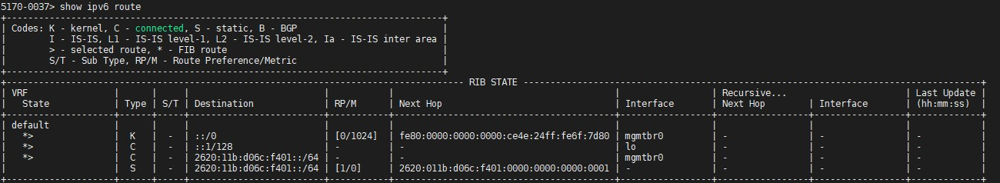 5170-0037> show ipv6 route
+------------------------------------------------------------------------------+
| Codes: K - kernel, C - connected, S - static, B - BGP |
| I - IS-IS, L1 - IS-IS level-1, L2 - IS-IS level-2, Ia - IS-IS inter area |
| > - selected route, * - FIB route |
| S/T - Sub Type, RP/M - Route Preference/Metric |
+------------------------------------------------------------------------------+
+---------------------------------------------------------------------------------- RIB STATE ----------------------------------------------------------------------------------+
| VRF | | | | | | | Recursive... | | Last Update |
| State | Type | S/T | Destination | RP/M | Next Hop | Interface | Next Hop | Interface | (hh:mm:ss) |
+--------------------+------+-----+------------------------+------------+----------------------------------------+-----------------+-----------------+-----------------+-------------+
| default | | | | | | | | | |
| *> | K | - | ::/0 | [0/1024] | fe80:0000:0000:0000:ce4e:24ff:fe6f:7d80 | mgmtbr0 | - | - | - |
| *> | C | - | ::1/128 | - | - | lo | - | - | - |
| *> | C | - | 2620:11b:d06c:f401::/64 | - | - | mgmtbr0 | - | - | - |
| | S | - | 2620:11b:d06c:f401::/64 | [1/0] | 2620:011b:d06c:f401:0000:0000:0000:0001 | - | - | - | - |
+--------------------+------+-----+------------------------+------------+----------------------------------------+-----------------+-----------------+-----------------+-------------+